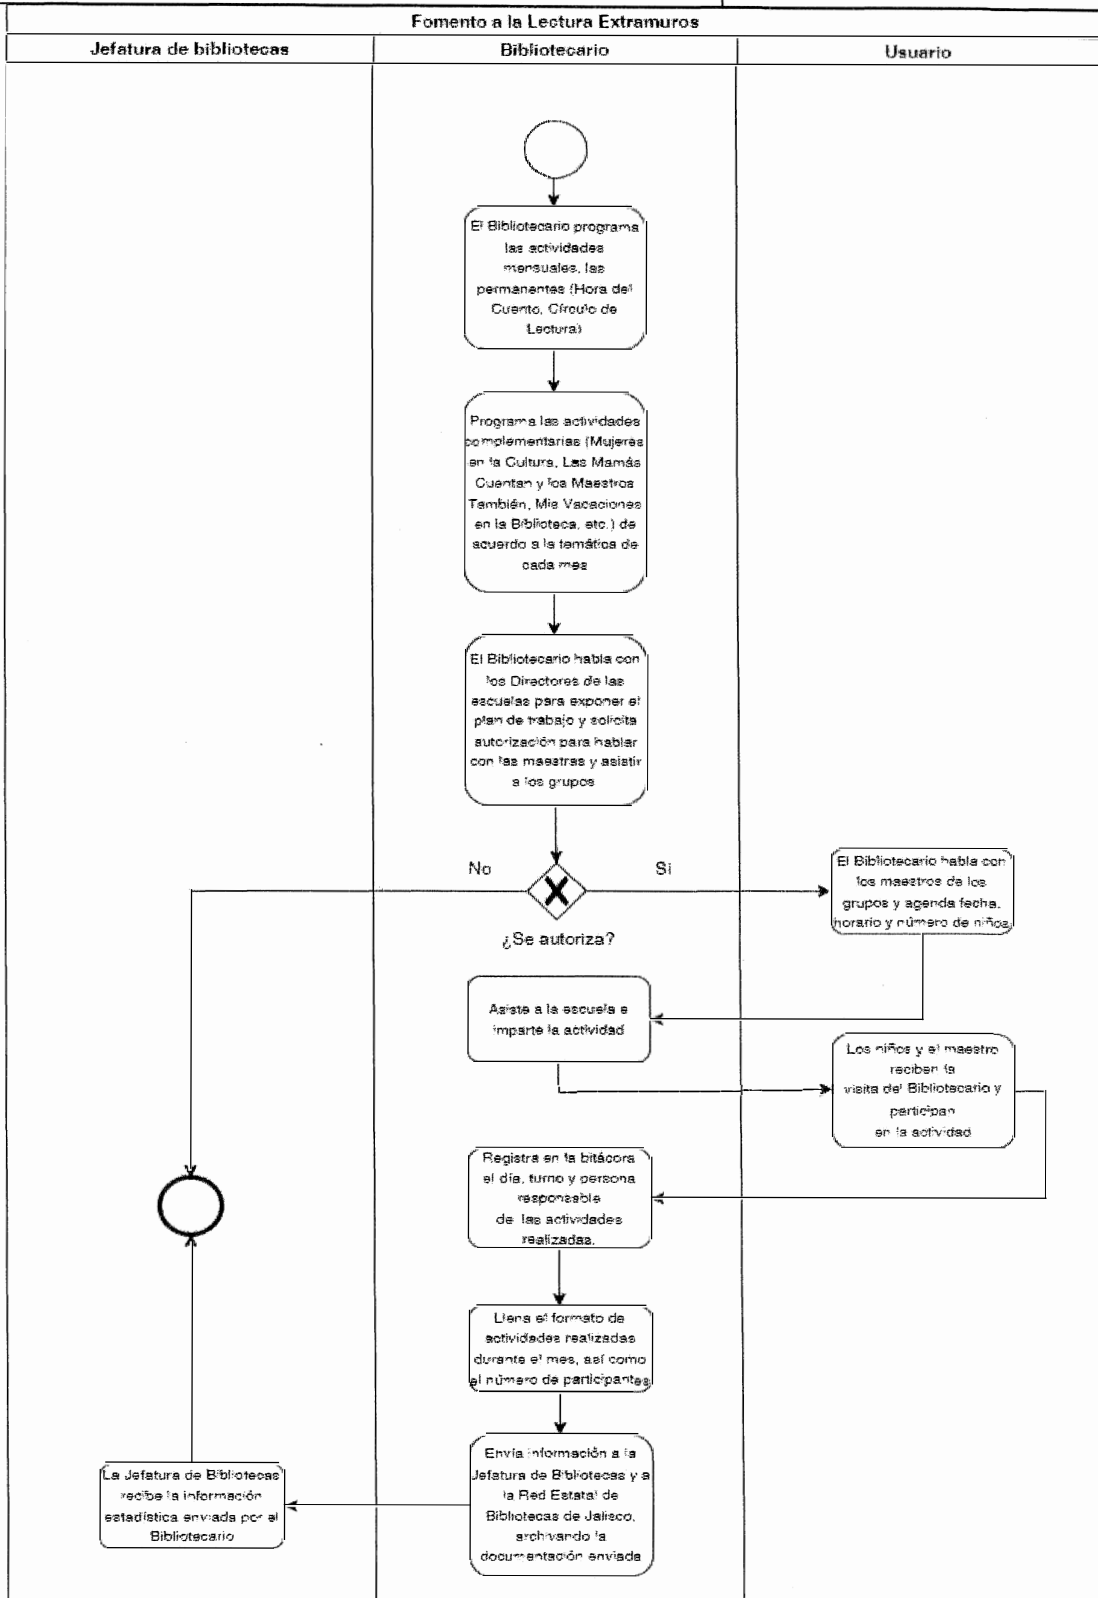 Fomento a la Lectura Extramuros
Jefatura de bibliotecas
Bibliotecario
Usuario
El Bibliotecario programa
las actividades
mensuales, las
permanentes (Hora del
Cuento, Círculo de
Lectura)
Programa las actividades
complementarias (Mujeres
en la Cultura, Las Mamás
Cuentan y los Maestros
También, Mis Vacaciones
en la Biblioteca, etc.) de
acuerdo a la temática de
cada mes
El Bibliotecario habla con
los Directores de las
escuelas para exponer el
plan de trabajo y solicita
autorización para hablar
con las maestras y asistir
a los grupos
No
Si
¿Se autoriza?
El Bibliotecario habla con
los maestros de los
grupos y agenda fecha,
horario y número de niños
Asiste a la escuela e
imparte la actividad
Los niños y el maestro
reciben la
visita del Bibliotecario y
participan
en la actividad
Registra en la bitácora
el día, turno y persona
responsable
de las actividades
realizadas.
Llena el formato de
actividades realizadas
durante el mes, así como
el número de participantes
Envía información a la
Jefatura de Bibliotecas y a
la Red Estatal de
Bibliotecas de Jalisco,
archivando la
documentación enviada
La Jefatura de Bibliotecas
recibe la información
estadística enviada por el
Bibliotecario